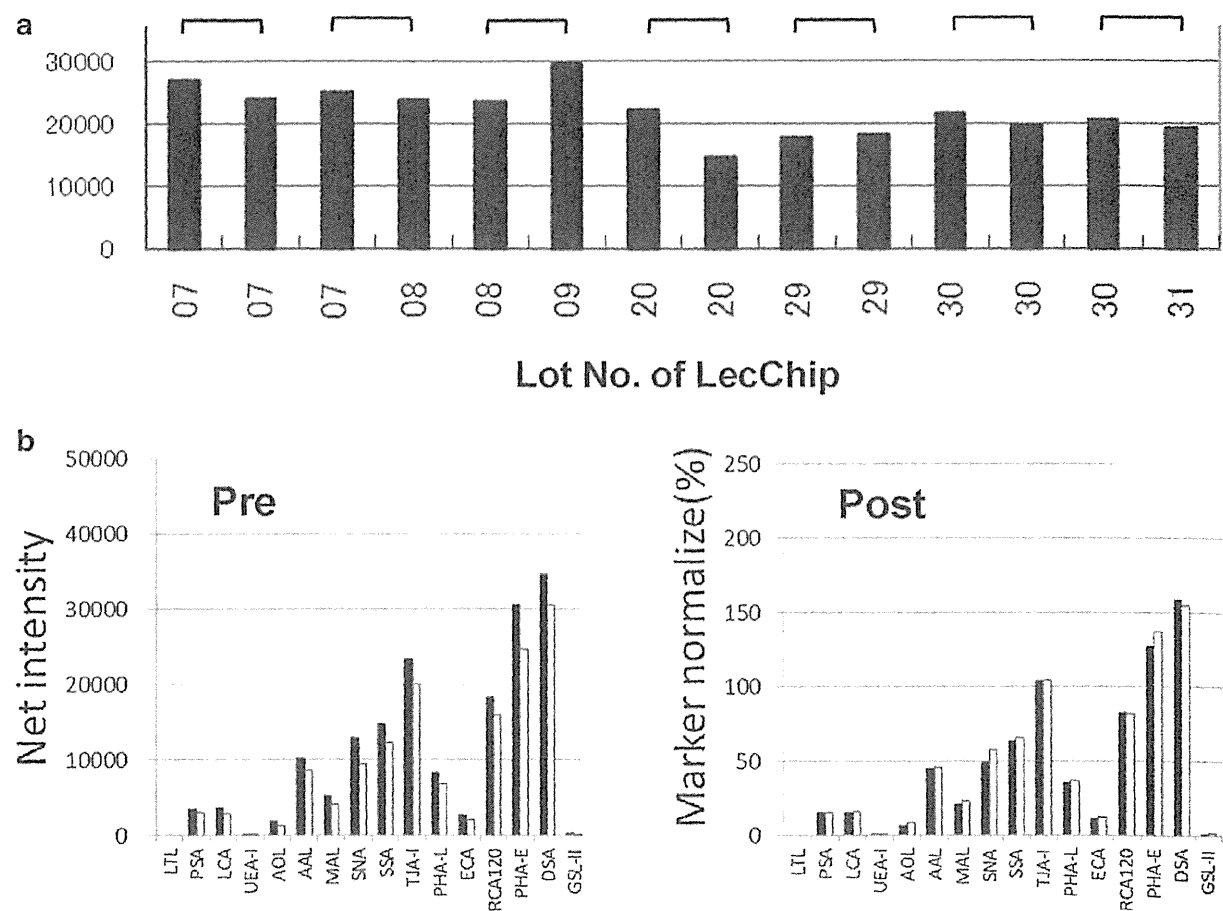 a
30000
20000
10000
0
07 07 07 08 08 09 20 20 29 29 30 30 30 31
Lot No. of LecChip
b
50000
40000
30000
20000
10000
0
Net intensity
Pre
LTL PSA LCA UEA-I AOL AAL MAL SNA SSA TJA-I PHA-L ECA RCA120 PHA-E DSA GSL-II
250
200
150
100
50
0
Marker normalize(%)
Post
LTL PSA LCA UEA-I AOL AAL MAL SNA SSA TJA-I PHA-L ECA RCA120 PHA-E DSA GSL-II